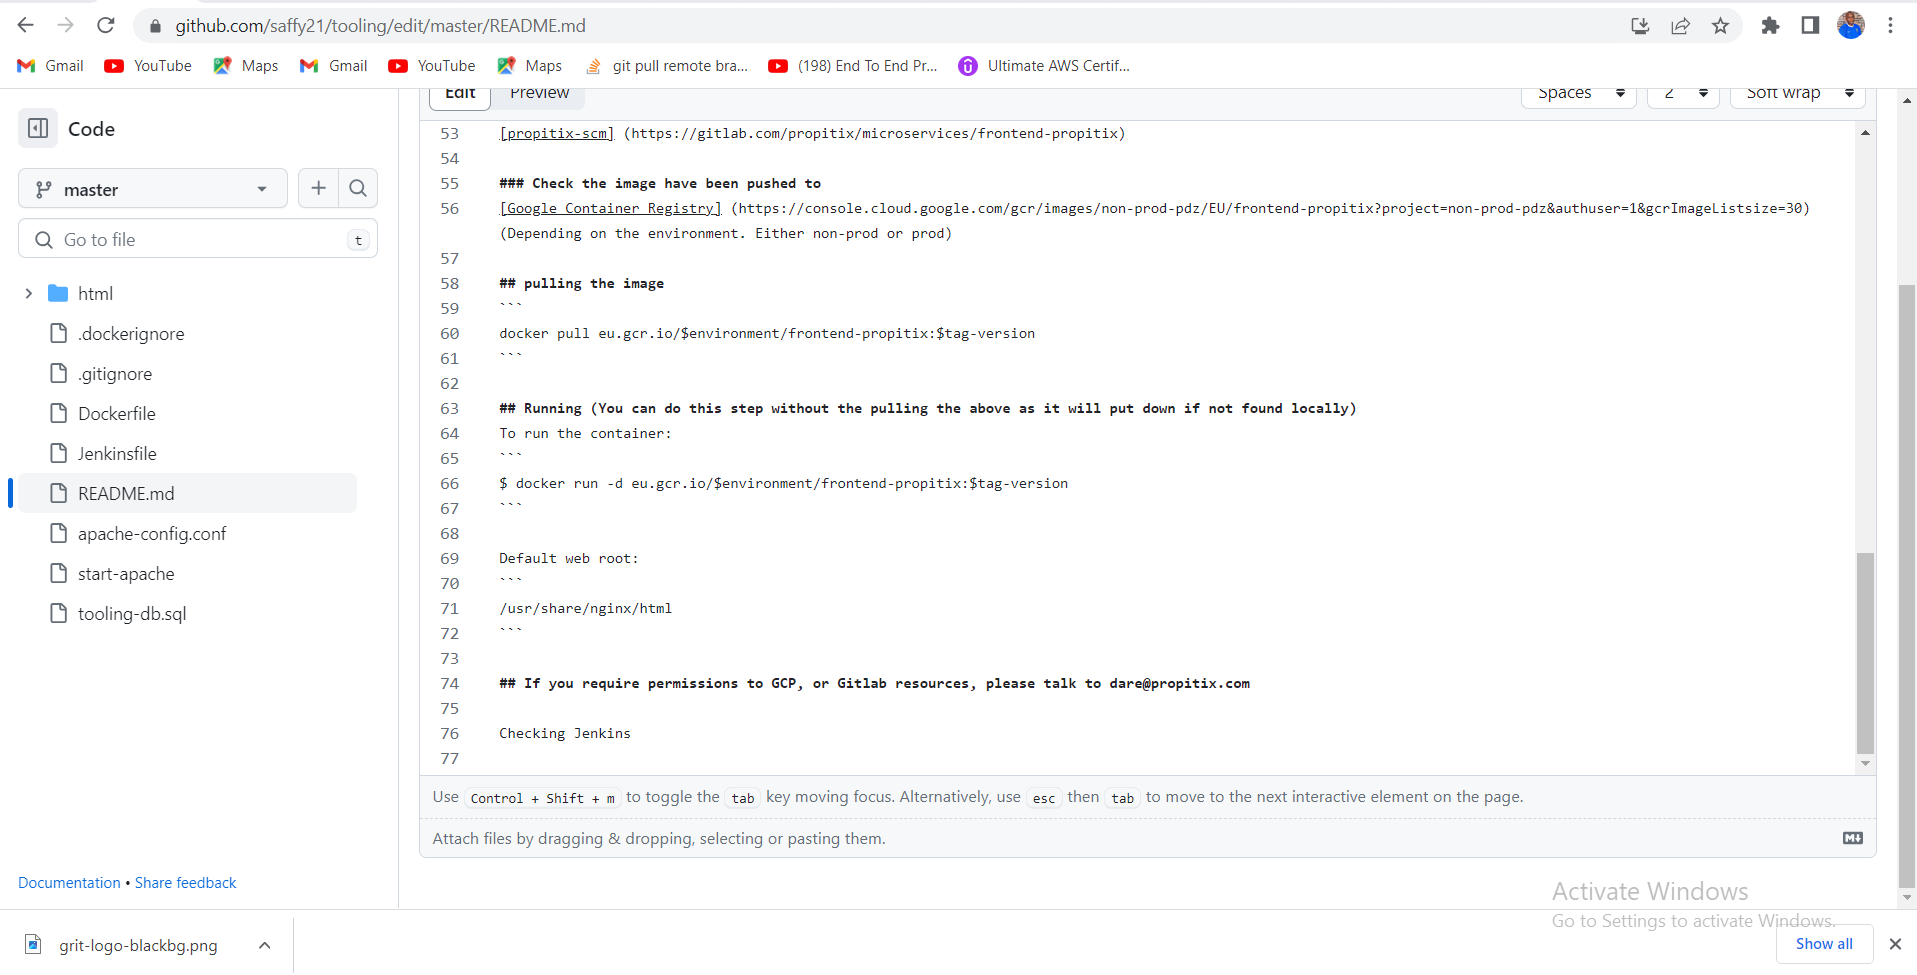 github.com/saffy21/tooling/edit/master/README.md
Gmail YouTube Maps Gmail YouTube Maps git pull remote bra... (198) End To End Pr... Ultimate AWS Certif...
Code
master
Go to file t
html
.dockerignore
.gitignore
Dockerfile
Jenkinsfile
README.md
apache-config.conf
start-apache
tooling-db.sql
Documentation • Share feedback
Edit Preview Spaces 2 Soft wrap
53 [propitix-scm] (https://gitlab.com/propitix/microservices/frontend-propitix)
54
55 ### Check the image have been pushed to
56 [Google Container Registry] (https://console.cloud.google.com/gcr/images/non-prod-pdz/EU/frontend-propitix?project=non-prod-pdz&authuser=1&gcrImageListsize=30)
(Depending on the environment. Either non-prod or prod)
57
58 ## pulling the image
59 ```
60 docker pull eu.gcr.io/$environment/frontend-propitix:$tag-version
61 ```
62
63 ## Running (You can do this step without the pulling the above as it will put down if not found locally)
64 To run the container:
65 ```
66 $ docker run -d eu.gcr.io/$environment/frontend-propitix:$tag-version
67 ```
68
69 Default web root:
70 ```
71 /usr/share/nginx/html
72 ```
73
74 ## If you require permissions to GCP, or Gitlab resources, please talk to dare@propitix.com
75
76 Checking Jenkins
77
Use Control + Shift + m to toggle the tab key moving focus. Alternatively, use esc then tab to move to the next interactive element on the page.
Attach files by dragging & dropping, selecting or pasting them.
Activate Windows
Go to Settings to activate Windows.
grit-logo-blackbg.png
Show all